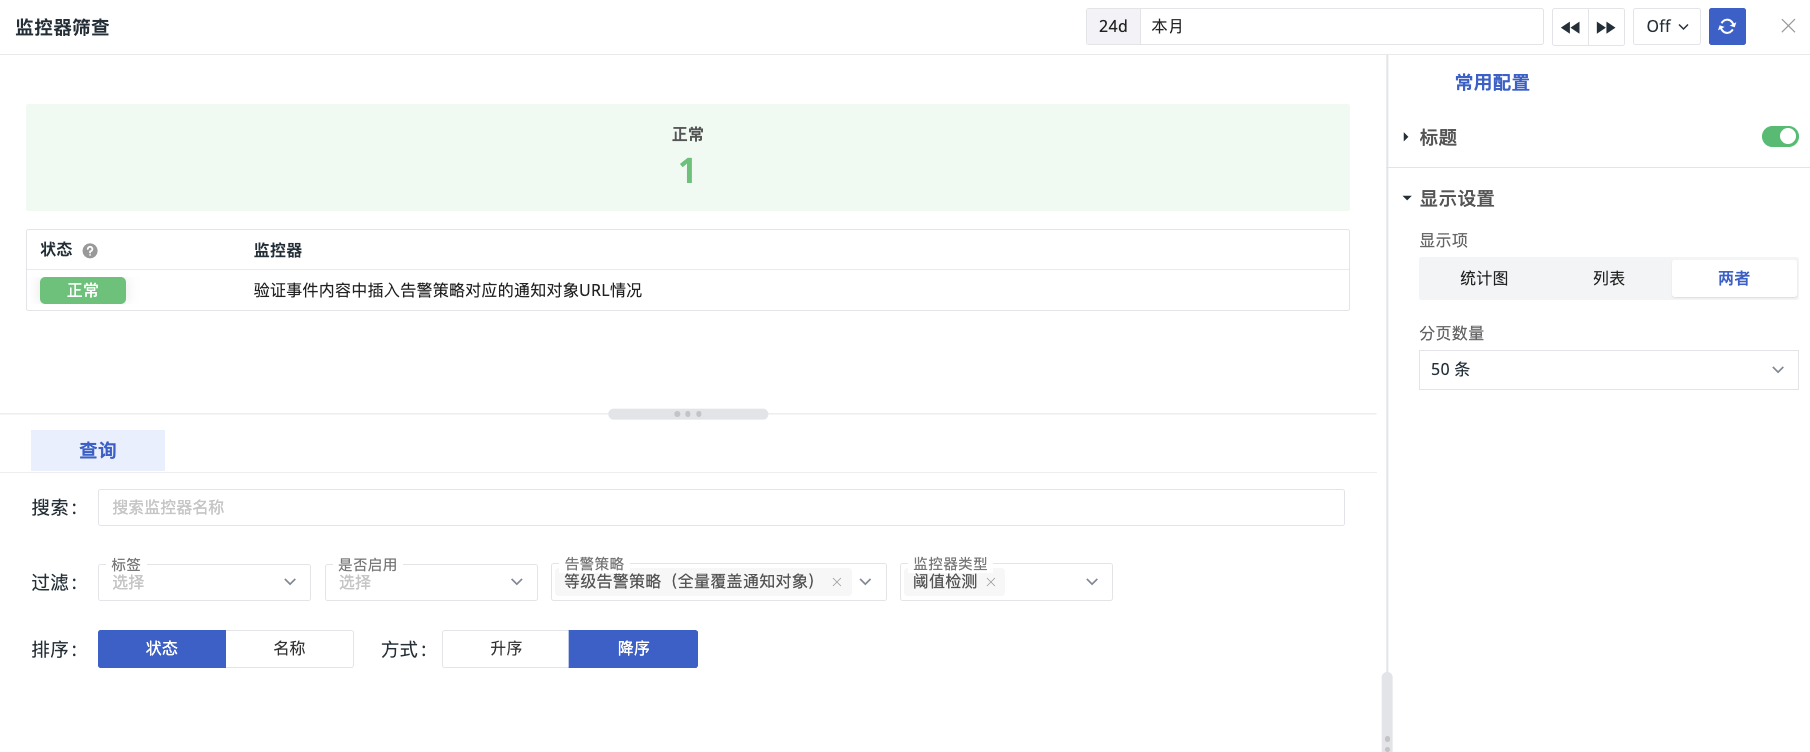 监控器筛查
24d 本月 Off
正常
1
状态 ? 监控器
正常 验证事件内容中插入告警策略对应的通知对象URL情况
查询
搜索： 搜索监控器名称
标签 是否启用 告警策略 监控器类型
过滤： 选择 选择 等级告警策略（全量覆盖通知对象） 阈值检测
排序： 状态 名称 方式： 升序 降序
常用配置
标题
显示设置
显示项
统计图 列表 两者
分页数量
50 条